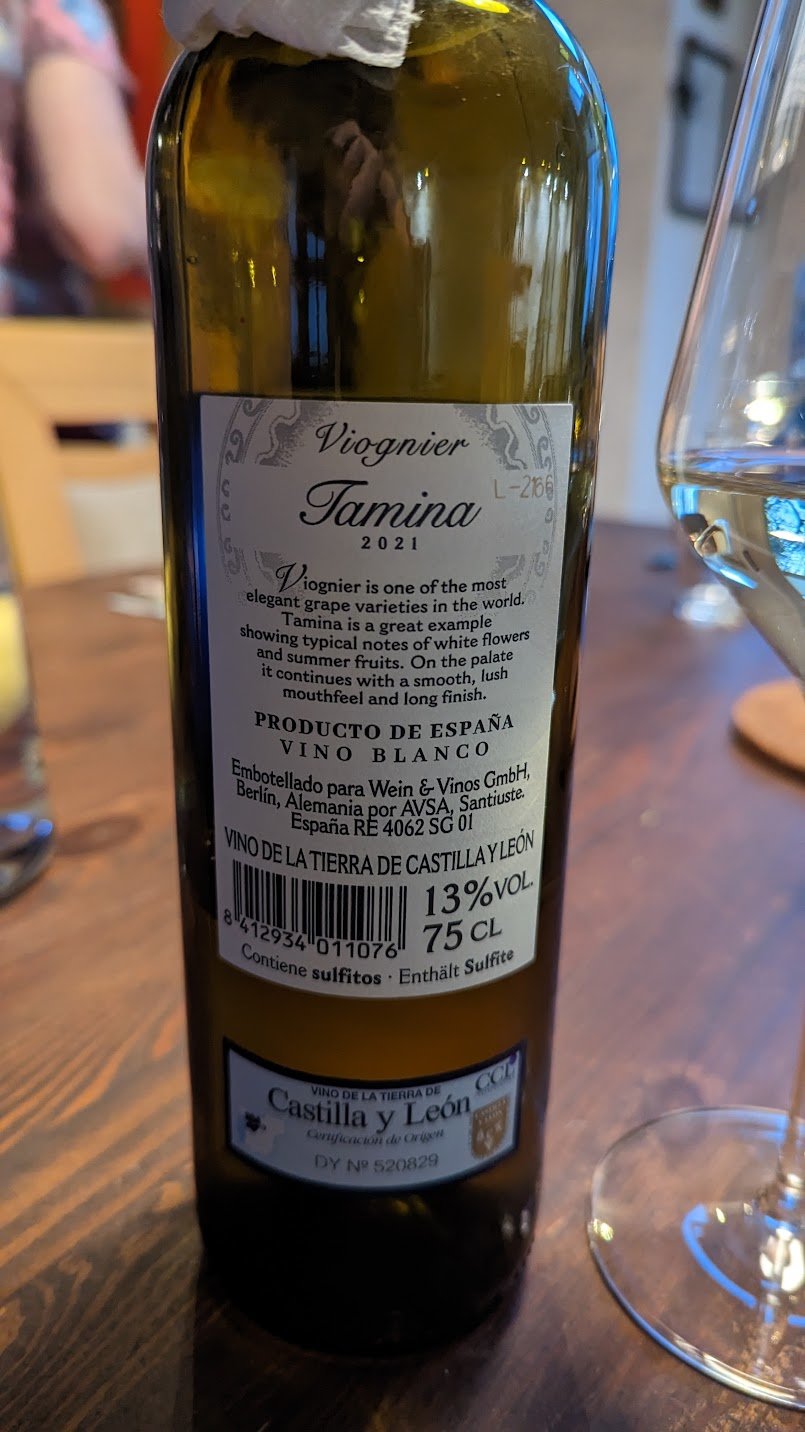 Viognier
Tamina
L-2166
2021
Viognier is one of the most
elegant grape varieties in the world.
Tamina is a great example
showing typical notes of white flowers
and summer fruits. On the palate
it continues with a smooth, lush
mouthfeel and long finish.
PRODUCTO DE ESPAÑA
VINO BLANCO
Embotellado para Wein & Vinos GmbH,
Berlín, Alemania por AVSA, Santiuste.
España RE 4062 SG 01
VINO DE LA TIERRA DE CASTILLA Y LEÓN
13% VOL.
75 CL
8 412934 011076
Contiene sulfitos · Enthält Sulfite
VINO DE LA TIERRA DE
CCL
Castilla y León
Certificación de Origen
DY Nº 520829